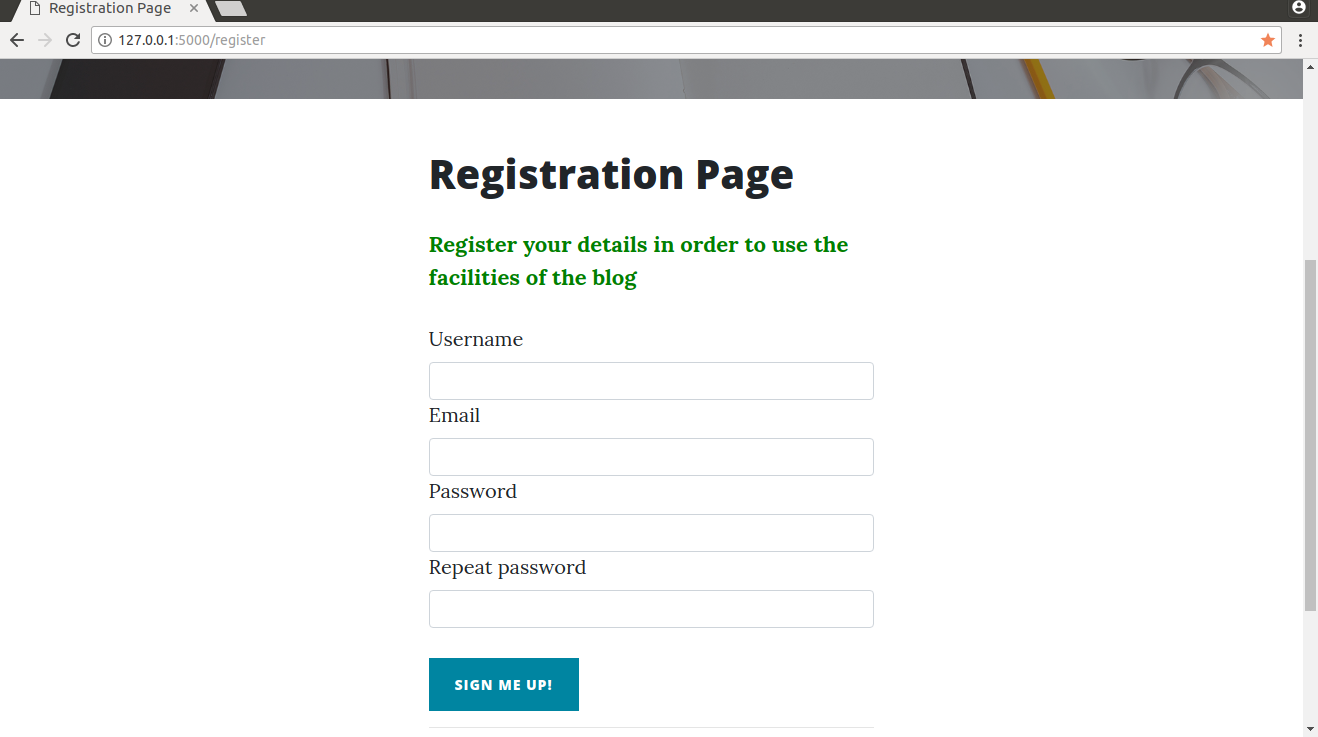 Registration Page
127.0.0.1:5000/register
Registration Page
Register your details in order to use the
facilities of the blog
Username
Email
Password
Repeat password
SIGN ME UP!